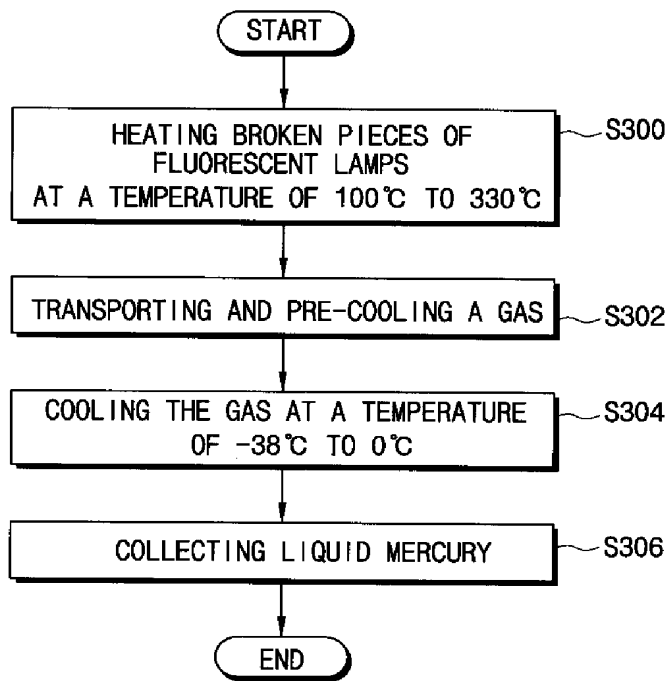 START
HEATING BROKEN PIECES OF
FLUORESCENT LAMPS
AT A TEMPERATURE OF 100℃ TO 330℃
S300
TRANSPORTING AND PRE-COOLING A GAS
S302
COOLING THE GAS AT A TEMPERATURE
OF -38℃ TO 0℃
S304
COLLECTING LIQUID MERCURY
S306
END